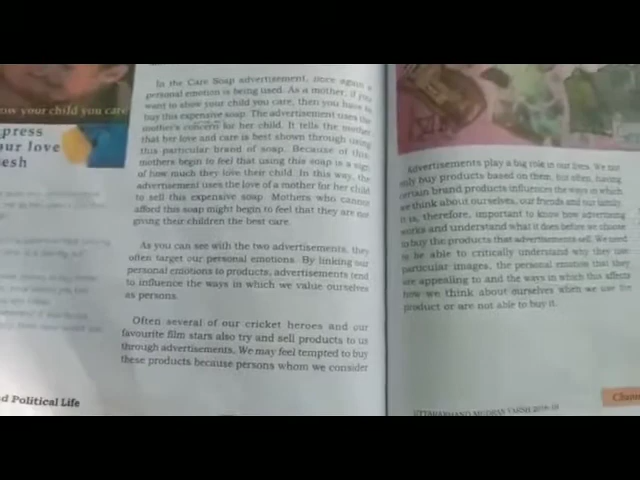 ow your child you care
press
ur love
esh
In the Care Soap advertisement, once again a
personal emotion is being used. As a mother, if you
want to show your child you care, then you have to
buy this expensive soap. The advertisement uses the
mother's concern for her child. It tells the mother
that her love and care is best shown through using
this particular brand of soap. Because of this
mothers begin to feel that using this soap is a sign
of how much they love their child. In this way, the
advertisement uses the love of a mother for her child
to sell this expensive soap. Mothers who cannot
afford this soap might begin to feel that they are not
giving their children the best care.
As you can see with the two advertisements, they
often target our personal emotions. By linking our
personal emotions to products, advertisements tend
to influence the ways in which we value ourselves
as persons.
Often several of our cricket heroes and our
favourite film stars also try and sell products to us
through advertisements. We may feel tempted to buy
these products because persons whom we consider
d Political Life
Advertisements play a big role in our lives. We not
only buy products based on them, but often, having
certain brand products influences the ways in which
we think about ourselves, our friends and our family.
It is, therefore, important to know how advertising
works and understand what it does before we choose
to buy the products that advertisements sell. We need
to be able to critically understand why they use
particular images, the personal emotion that they
are appealing to and the ways in which this affects
how we think about ourselves when we use the
product or are not able to buy it.
UTTARAKHAND MUDRAN